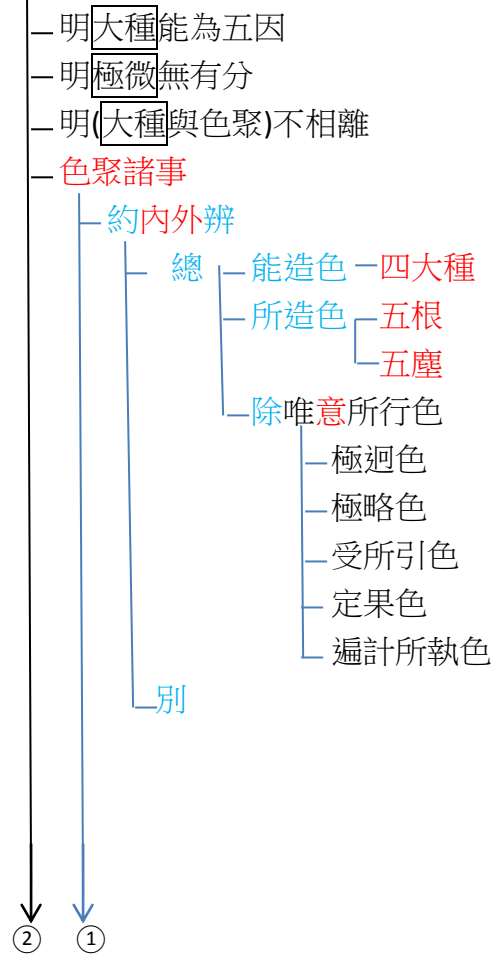 明大種能為五因
明極微無有分
明(大種與色聚)不相離
色聚諸事
約內外辨
總 能造色 四大種
所造色 五根
五塵
除唯意所行色
極迥色
極略色
受所引色
定果色
遍計所執色
別
② ①